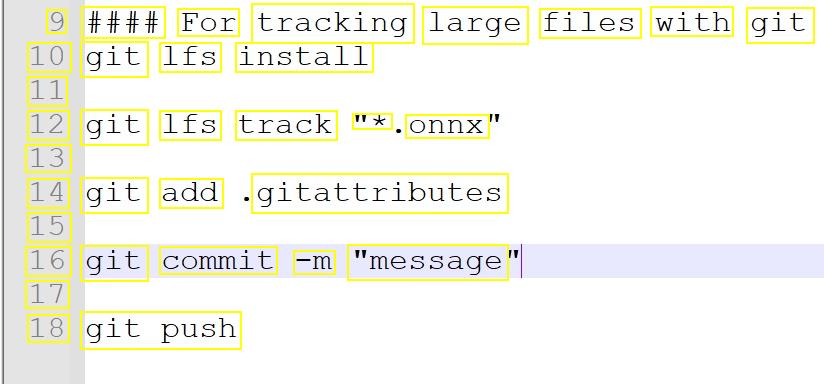 9 #### For tracking large files with git
10 git lfs install
11
12 git lfs track "*.onnx"
13
14 git add .gitattributes
15
16 git commit -m "message"
17
18 git push